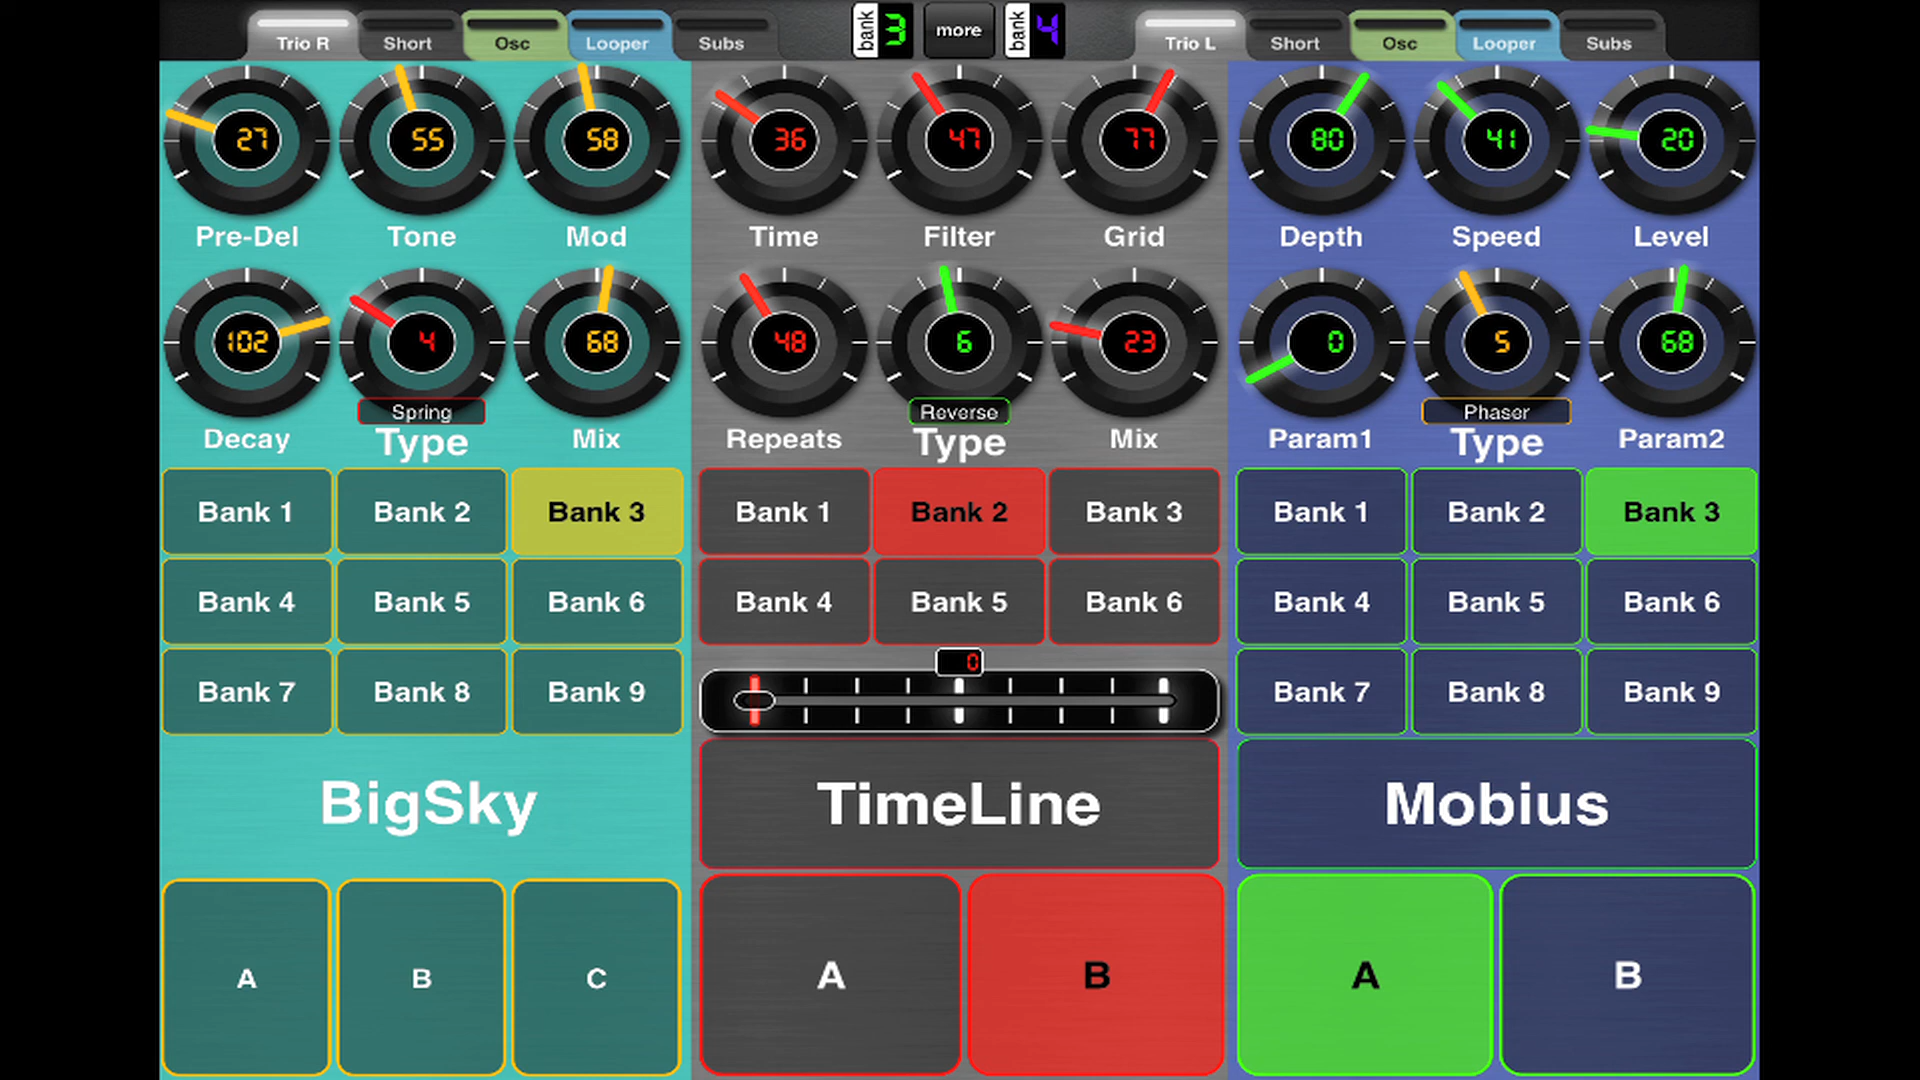 Trio R Short Osc Looper Subs bank 3 more bank 4 Trio L Short Osc Looper Subs
27 55 58 36 47 77 80 41 20
Pre-Del Tone Mod Time Filter Grid Depth Speed Level
102 4 68 48 6 23 0 5 68
Spring Reverse Phaser
Decay Type Mix Repeats Type Mix Param1 Type Param2
Bank 1 Bank 2 Bank 3 Bank 1 Bank 2 Bank 3 Bank 1 Bank 2 Bank 3
Bank 4 Bank 5 Bank 6 Bank 4 Bank 5 Bank 6 Bank 4 Bank 5 Bank 6
0
Bank 7 Bank 8 Bank 9 Bank 7 Bank 8 Bank 9
BigSky TimeLine Mobius
A B C A B A B